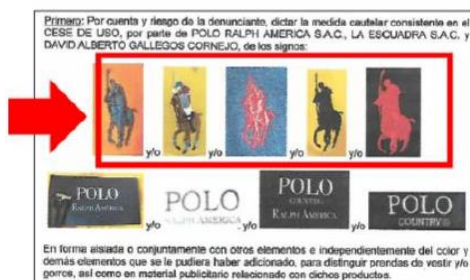 Primero: Por cuenta y riesgo de la denunciante, dictar la medida cautelar consistente en el
CESE DE USO, por parte de POLO RALPH AMERICA S.A.C., LA ESCUADRA S.A.C. y
DAVID ALBERTO GALLEGOS CORNEJO, de los signos:
y/o y/o y/o y/o
POLO
RALPH AMERICA
y/o
POLO
RALPH AMERICA
y/o
POLO
COUNTRY
RALPH AMERICA
y/o
POLO
COUNTRY®
En forma aislada o conjuntamente con otros elementos e independientemente del color y
demás elementos que se le pudiera haber adicionado, para distinguir prendas de vestir y/o
gorros, así como en material publicitario relacionado con dichos productos.